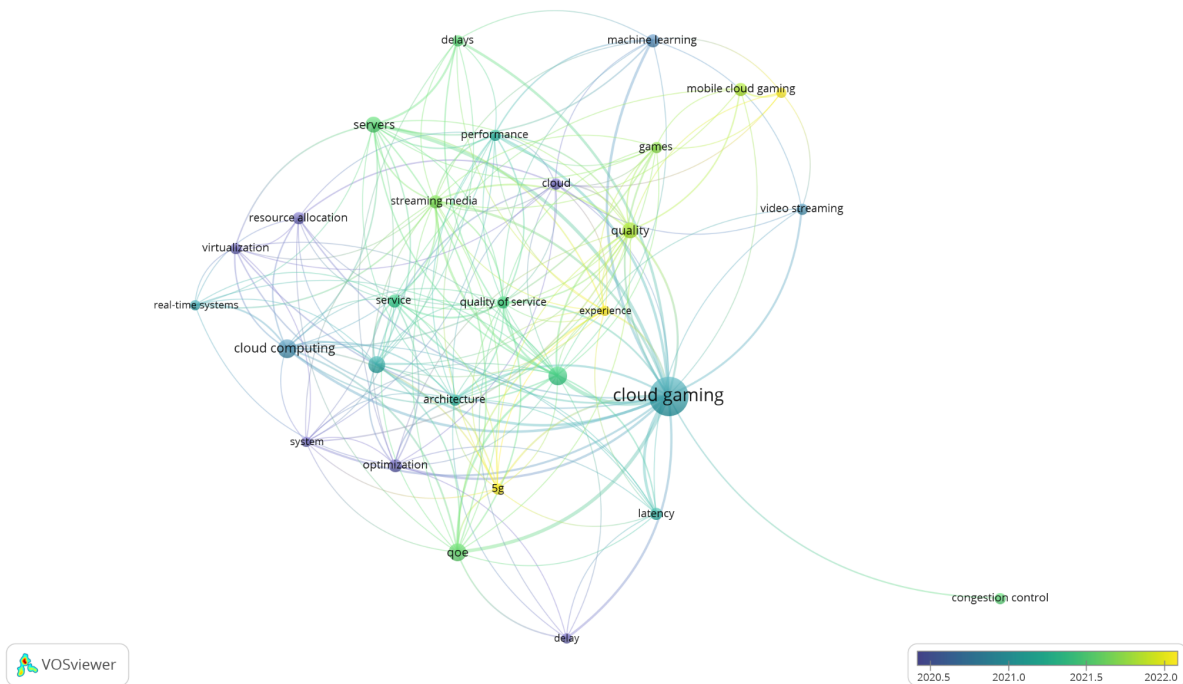 delays
machine learning
mobile cloud gaming
servers
performance
games
cloud
streaming media
video streaming
resource allocation
quality
virtualization
real-time systems
service
quality of service
experience
cloud computing
cloud gaming
architecture
system
optimization
5g
latency
qoe
congestion control
delay
VOSviewer
2020.5 2021.0 2021.5 2022.0